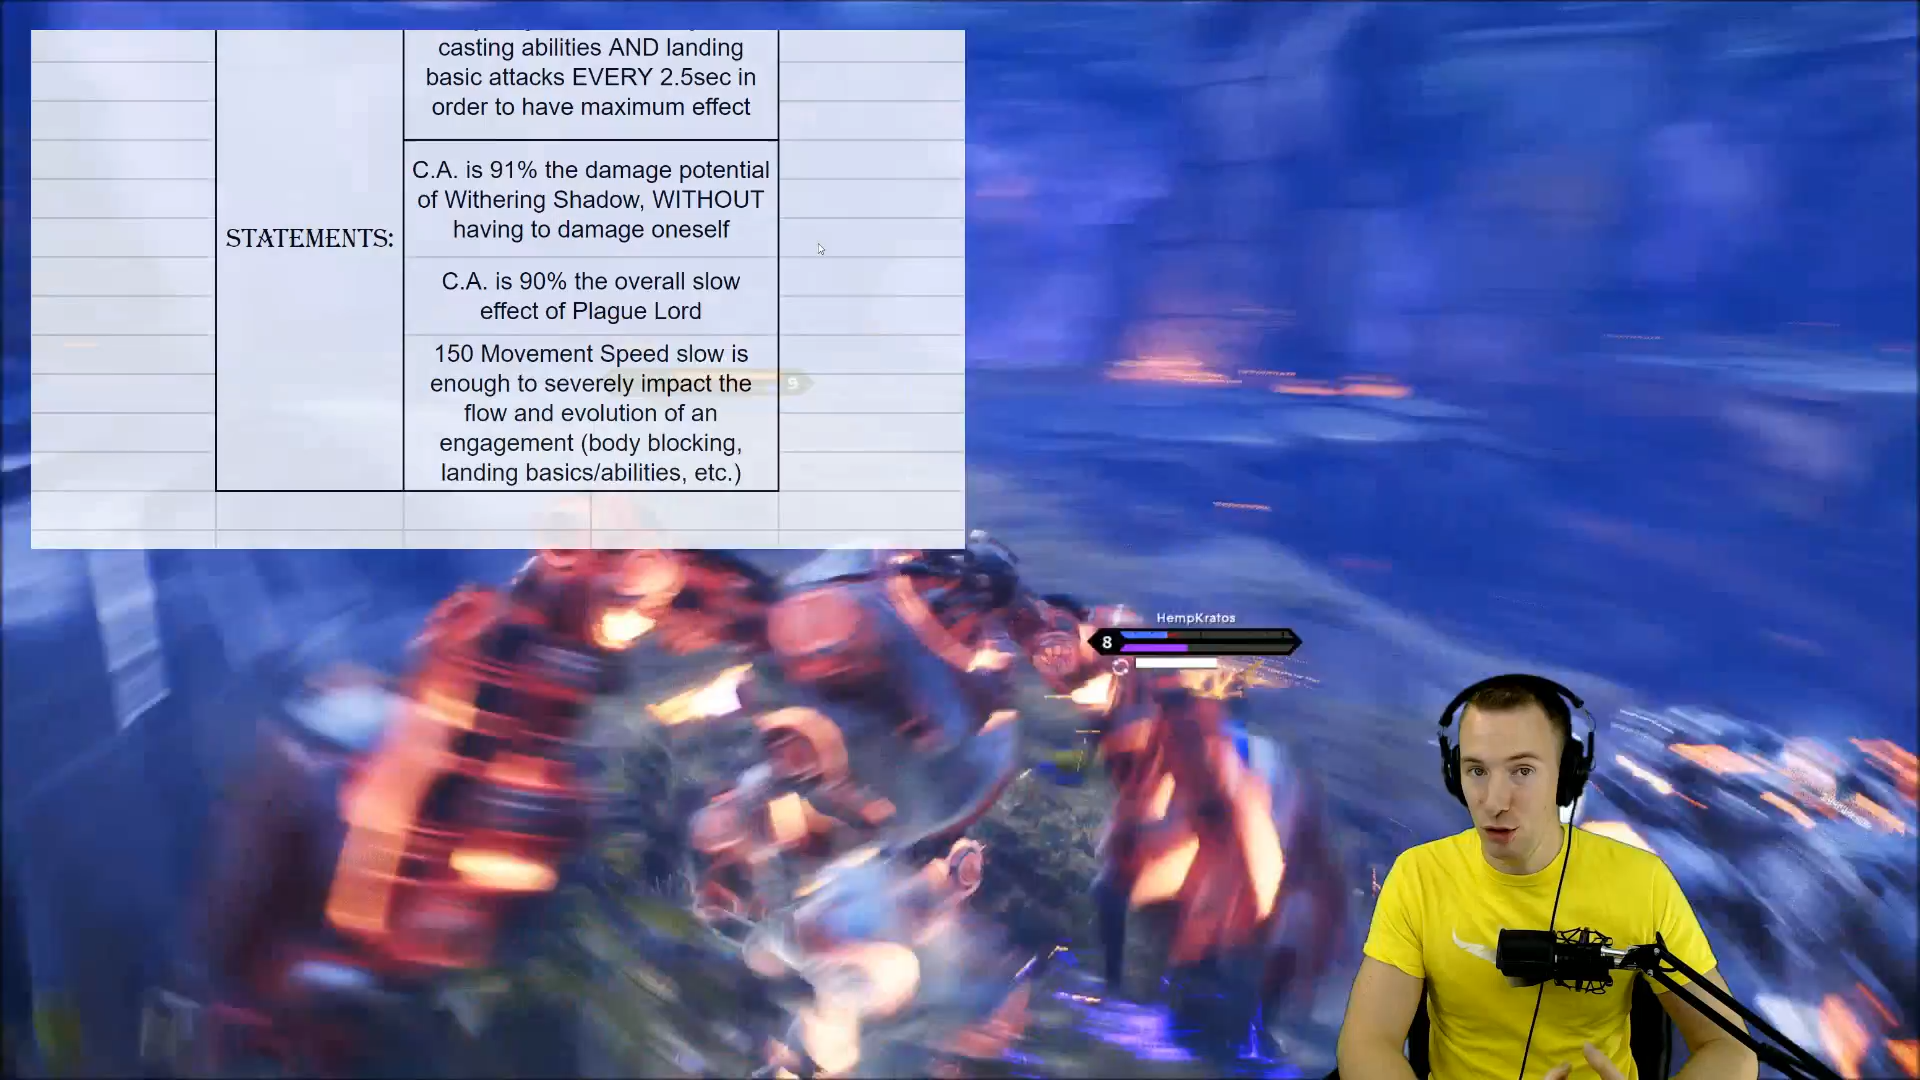 casting abilities AND landing
basic attacks EVERY 2.5sec in
order to have maximum effect
C.A. is 91% the damage potential
of Withering Shadow, WITHOUT
having to damage oneself
STATEMENTS:
C.A. is 90% the overall slow
effect of Plague Lord
150 Movement Speed slow is
enough to severely impact the
9
flow and evolution of an
engagement (body blocking,
landing basics/abilities, etc.)
HempKratos
8